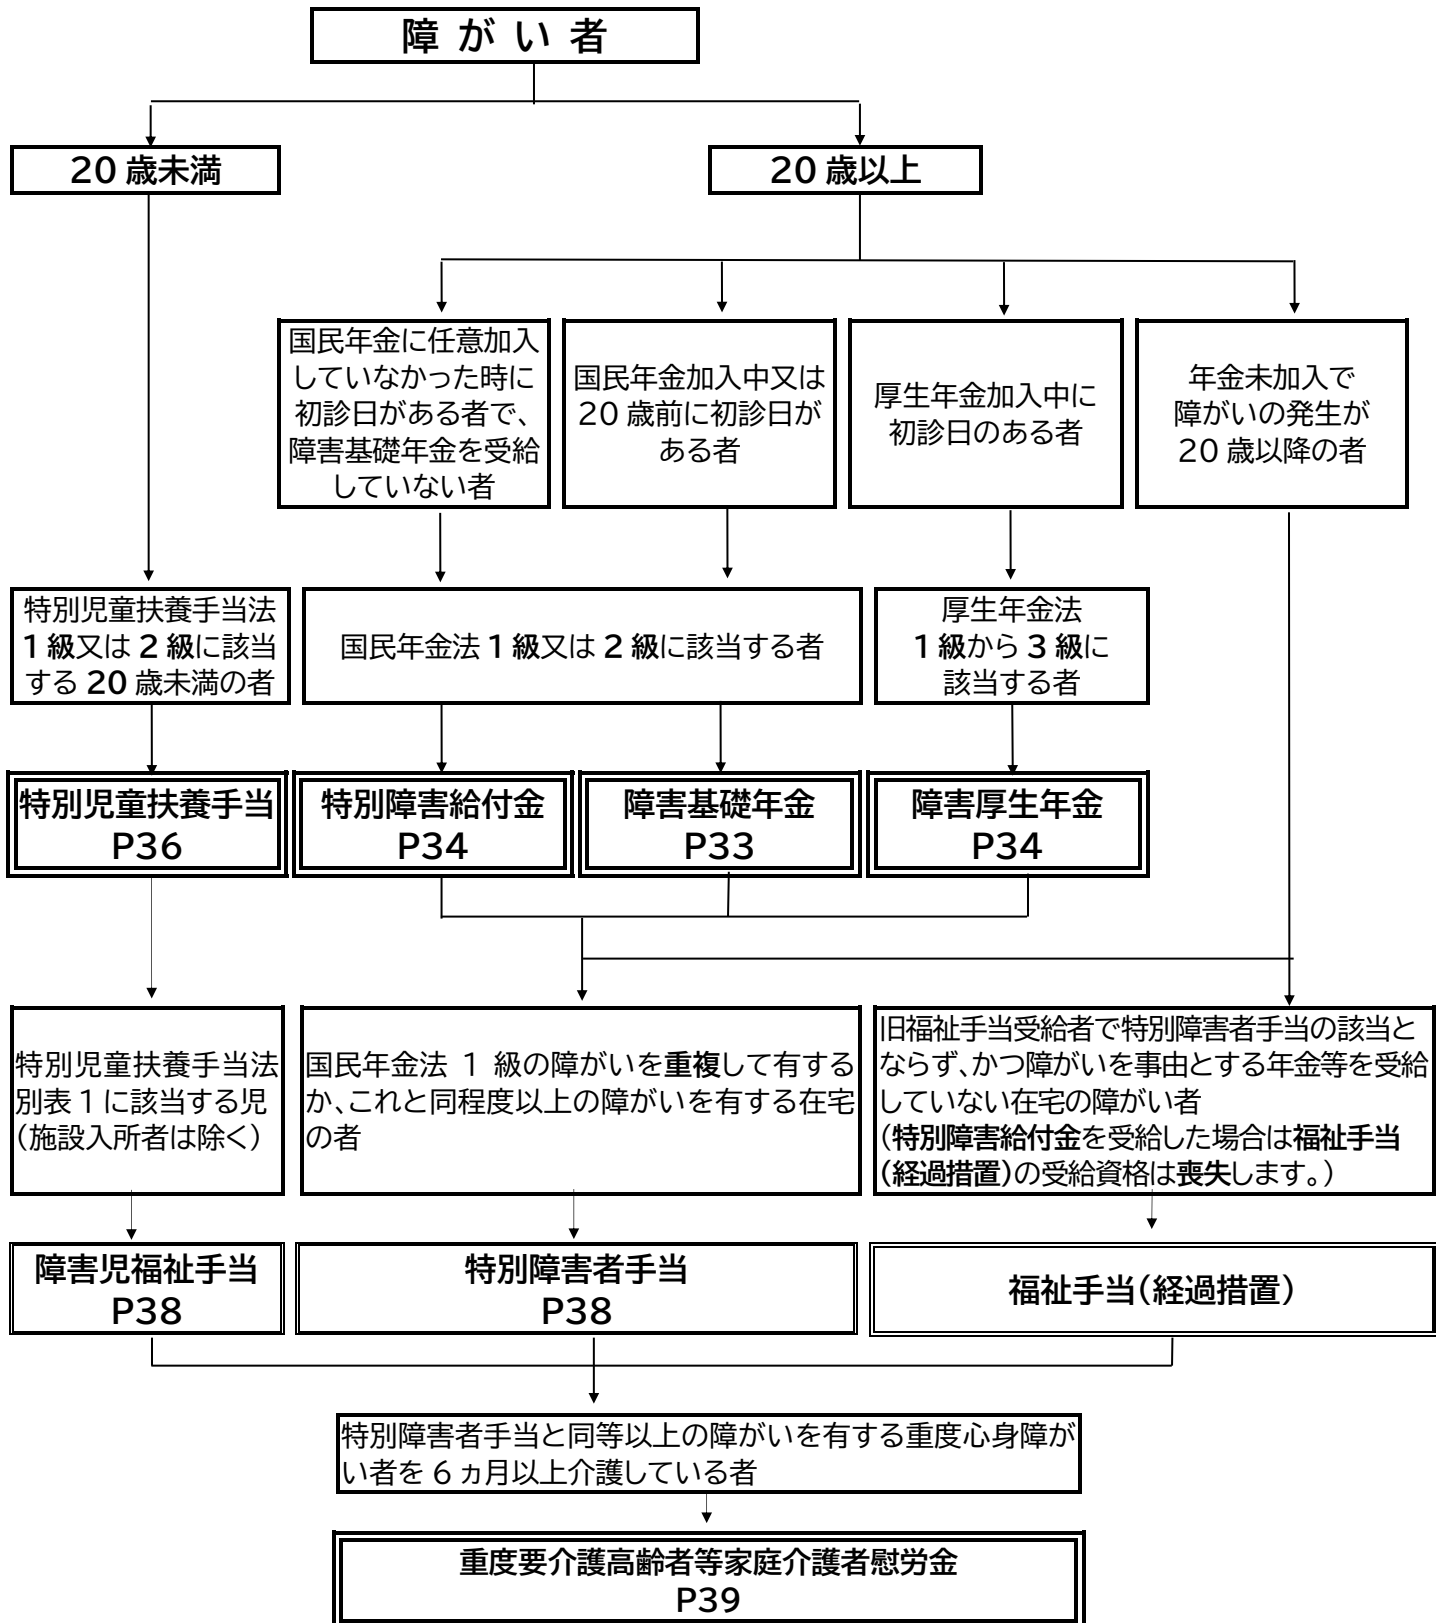 障がい者
20歳未満
20歳以上
国民年金に任意加入
していなかった時に
初診日がある者で、
障害基礎年金を受給
していない者
国民年金加入中又は
20歳前に初診日が
ある者
厚生年金加入中に
初診日のある者
年金未加入で
障がいの発生が
20歳以降の者
特別児童扶養手当法
1級又は2級に該当
する20歳未満の者
国民年金法1級又は2級に該当する者
厚生年金法
1級から3級に
該当する者
特別児童扶養手当
P36
特別障害給付金
P34
障害基礎年金
P33
障害厚生年金
P34
特別児童扶養手当法
別表1に該当する児
(施設入所者は除く)
国民年金法 1 級の障がいを重複して有する
か、これと同程度以上の障がいを有する在宅
の者
旧福祉手当受給者で特別障害者手当の該当と
ならず、かつ障がいを事由とする年金等を受給
していない在宅の障がい者
(特別障害給付金を受給した場合は福祉手当
(経過措置)の受給資格は喪失します。)
障害児福祉手当
P38
特別障害者手当
P38
福祉手当(経過措置)
特別障害者手当と同等以上の障がいを有する重度心身障が
い者を6ヵ月以上介護している者
重度要介護高齢者等家庭介護者慰労金
P39